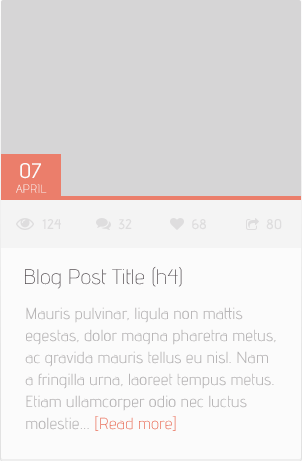 07
APRIL
124 32 68 80
Blog Post Title (h4)
Mauris pulvinar, ligula non mattis
egestas, dolor magna pharetra metus,
ac gravida mauris tellus eu nisl. Nam
a fringilla urna, laoreet tempus metus.
Etiam ullamcorper odio nec luctus
molestie... [Read more]